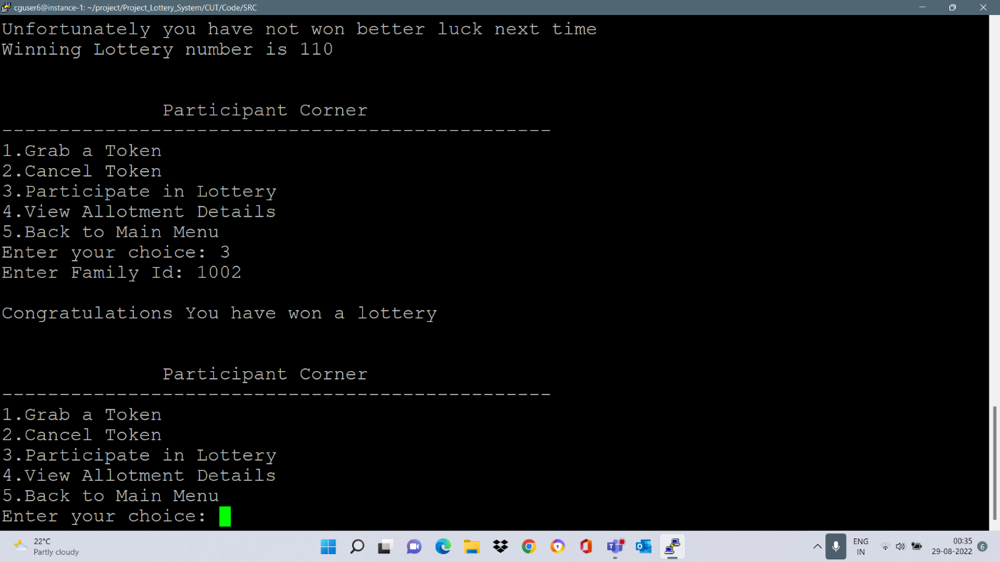 cguser6@instance-1: ~/project/Project_Lottery_System/CUT/Code/SRC
Unfortunately you have not won better luck next time
Winning Lottery number is 110
Participant Corner
------------------------------------------------
1.Grab a Token
2.Cancel Token
3.Participate in Lottery
4.View Allotment Details
5.Back to Main Menu
Enter your choice: 3
Enter Family Id: 1002
Congratulations You have won a lottery
Participant Corner
------------------------------------------------
1.Grab a Token
2.Cancel Token
3.Participate in Lottery
4.View Allotment Details
5.Back to Main Menu
Enter your choice:
22°C
Partly cloudy
ENG
IN
00:35
29-08-2022
6